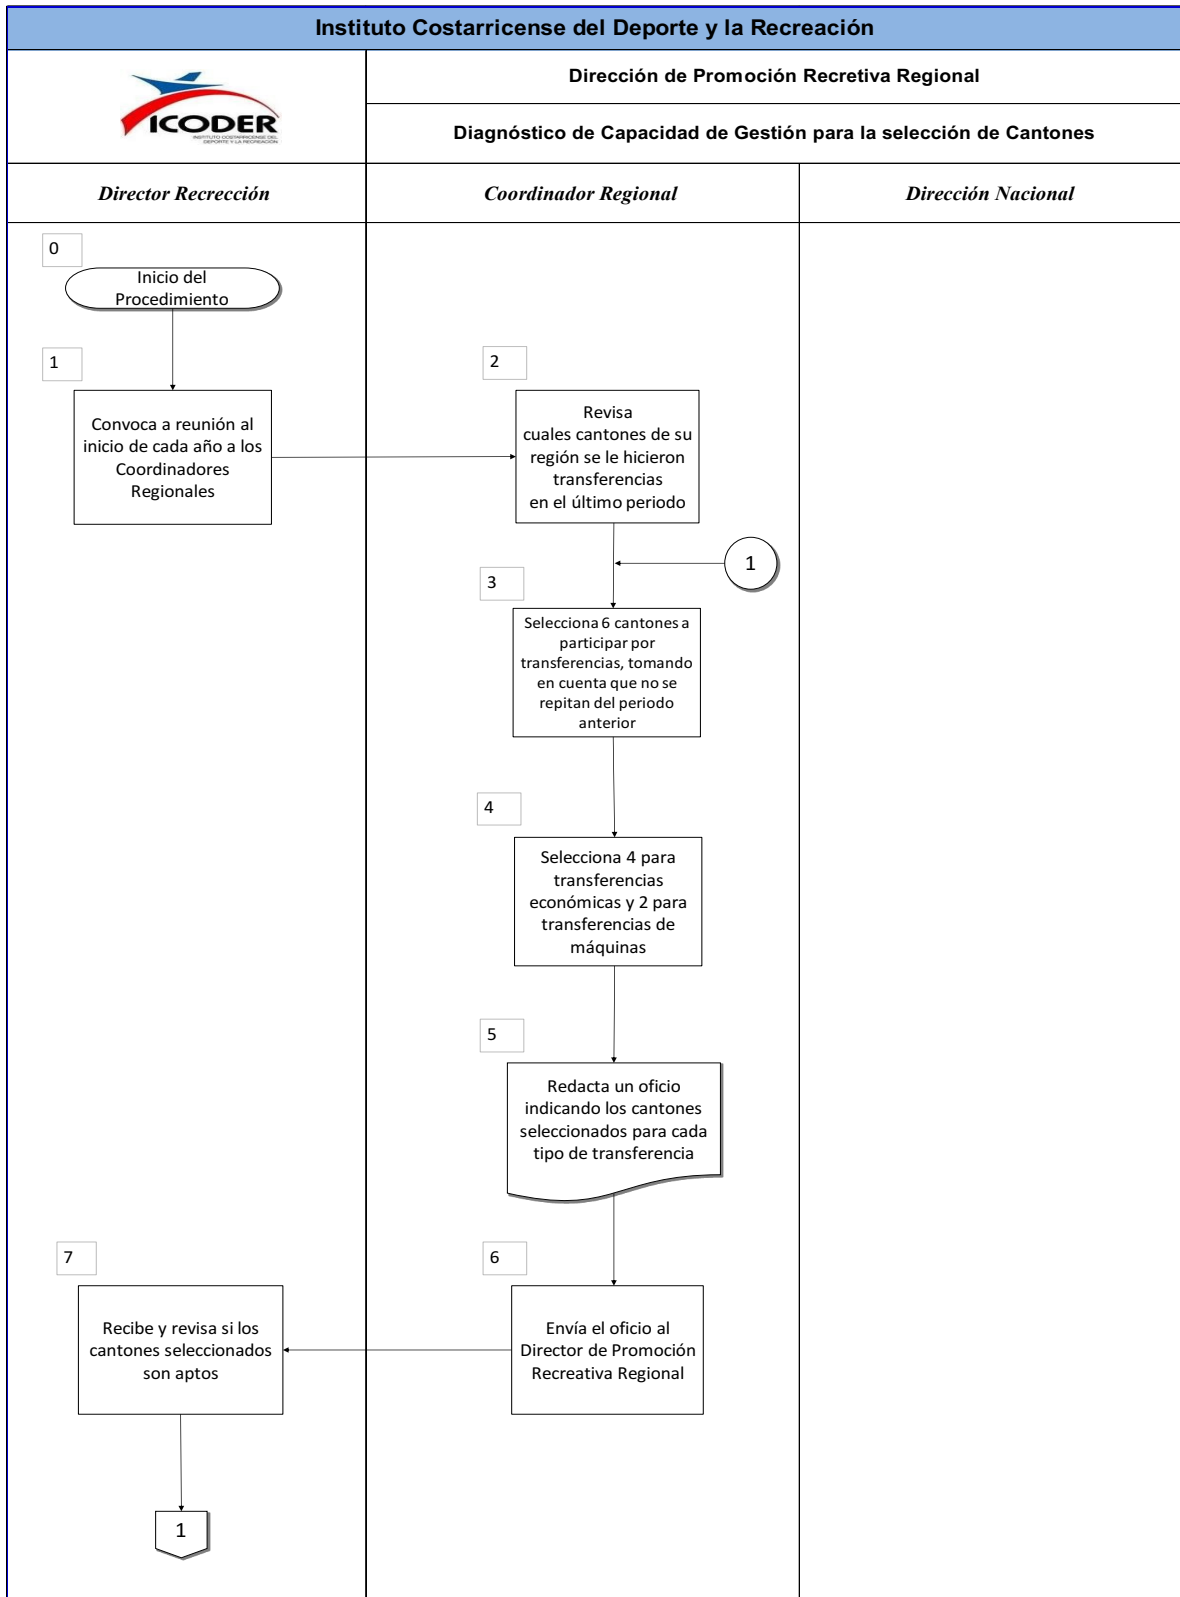 Instituto Costarricense del Deporte y la Recreación
ICODER
INSTITUTO COSTARRICENSE DEL
DEPORTE Y LA RECREACIÓN
Dirección de Promoción Recretiva Regional
Diagnóstico de Capacidad de Gestión para la selección de Cantones
Director Recrección
Coordinador Regional
Dirección Nacional
0
Inicio del
Procedimiento
1
Convoca a reunión al
inicio de cada año a los
Coordinadores
Regionales
2
Revisa
cuales cantones de su
región se le hicieron
transferencias
en el último periodo
1
3
Selecciona 6 cantones a
participar por
transferencias, tomando
en cuenta que no se
repitan del periodo
anterior
4
Selecciona 4 para
transferencias
económicas y 2 para
transferencias de
máquinas
5
Redacta un oficio
indicando los cantones
seleccionados para cada
tipo de transferencia
6
Envía el oficio al
Director de Promoción
Recreativa Regional
7
Recibe y revisa si los
cantones seleccionados
son aptos
1